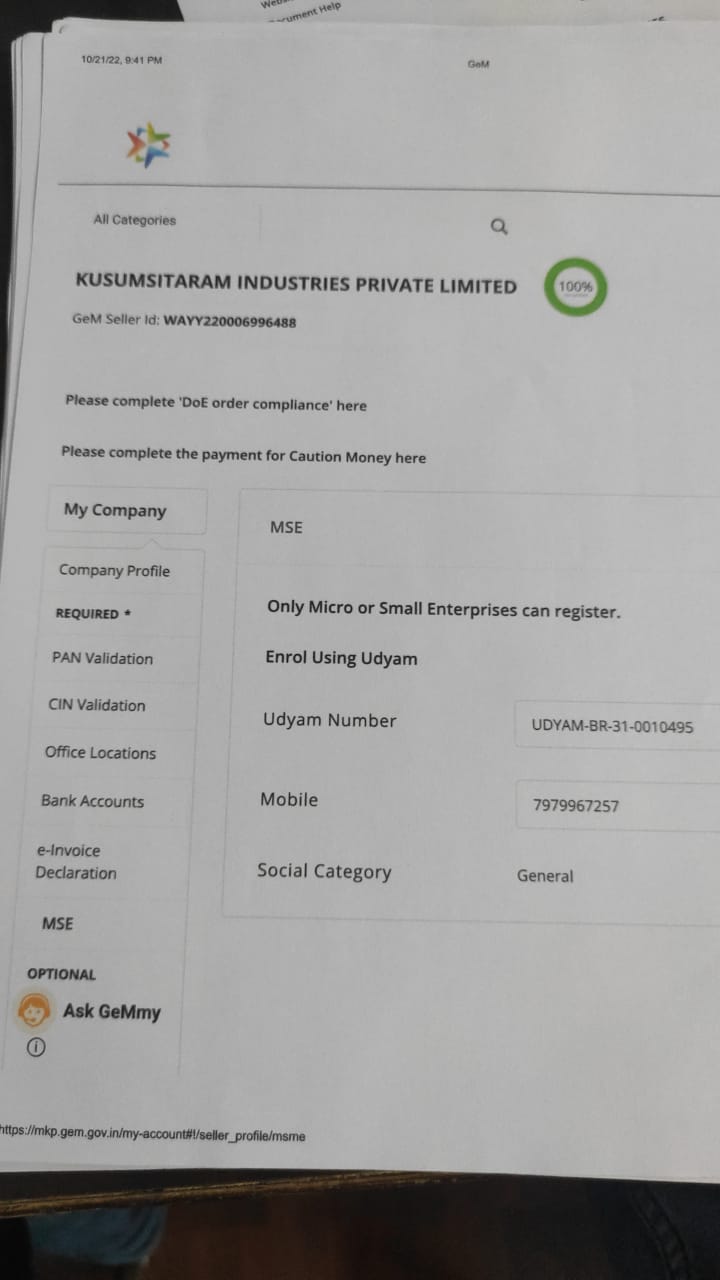 ument Help
10/21/22, 9:41 PM
GeM
All Categories
KUSUMSITARAM INDUSTRIES PRIVATE LIMITED
100%
GeM Seller Id: WAYY220006996488
Please complete 'DoE order compliance' here
Please complete the payment for Caution Money here
My Company
MSE
Company Profile
REQUIRED *
Only Micro or Small Enterprises can register.
PAN Validation
Enrol Using Udyam
CIN Validation
Udyam Number
UDYAM-BR-31-0010495
Office Locations
Bank Accounts
Mobile
7979967257
e-Invoice
Declaration
Social Category
General
MSE
OPTIONAL
Ask GeMmy
https://mkp.gem.gov.in/my-account#!/seller_profile/msme